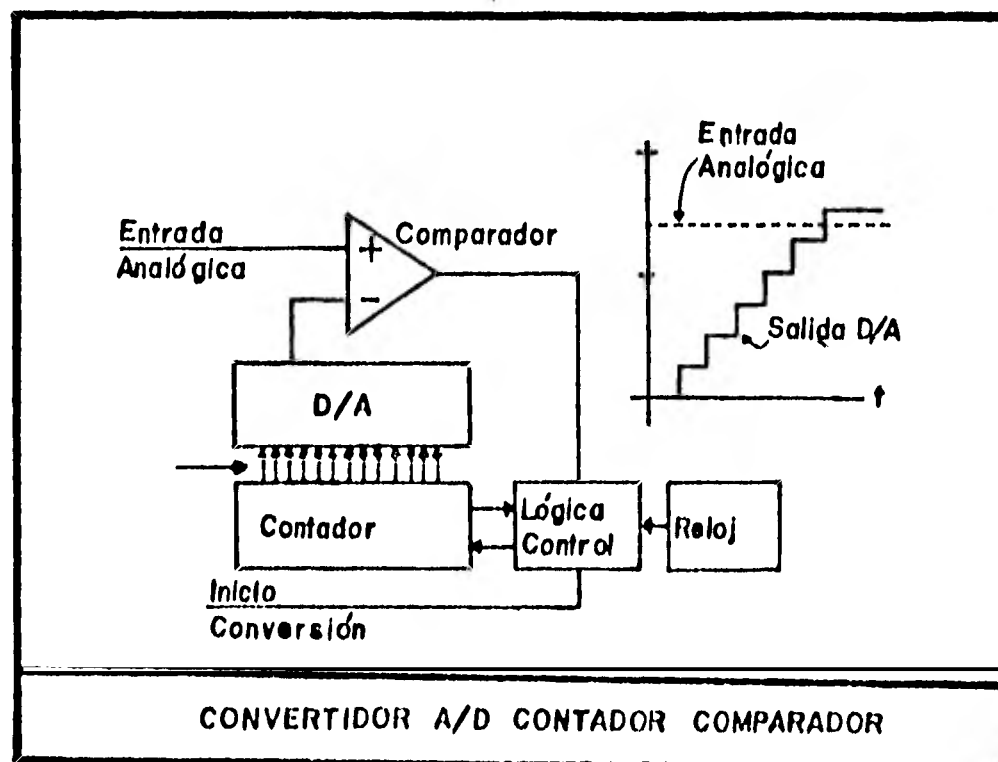 Entrada
Analógica
Entrada
Analógica
+
Comparador
-
Salida D/A
t
D/A
Contador
Lógica
Control
Reloj
Inicio
Conversión
CONVERTIDOR A/D CONTADOR COMPARADOR